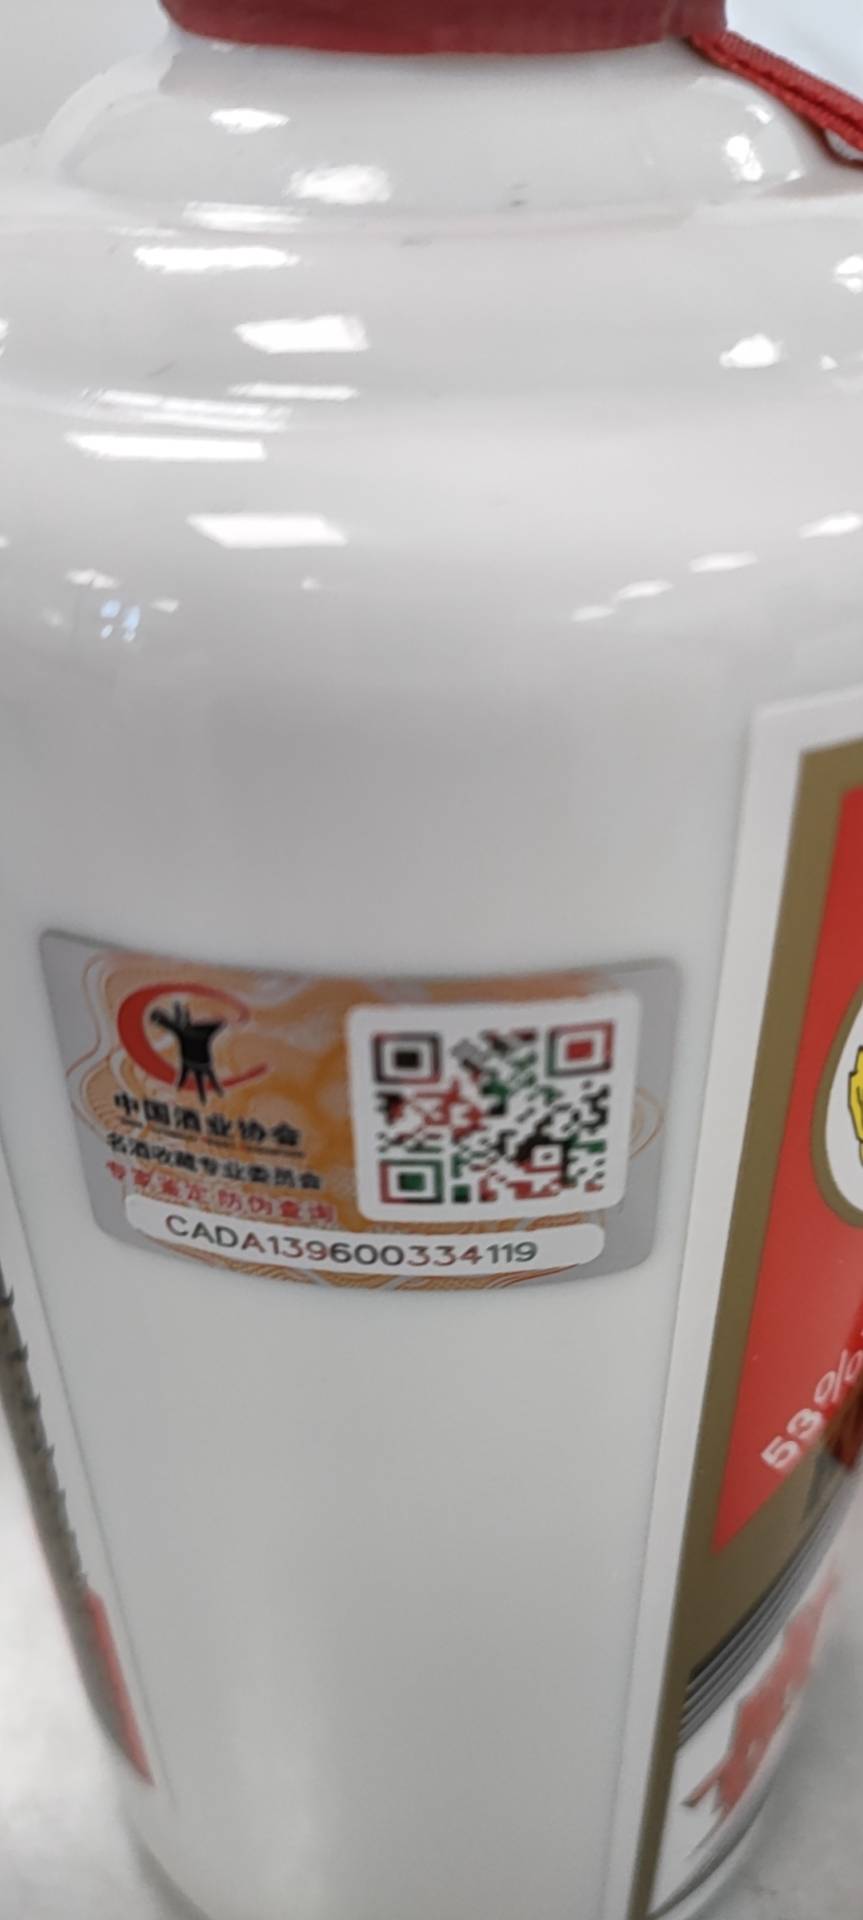 中国酒业协会
名酒收藏专业委员会
专家鉴定 防伪查询
CADA139600334119
53%